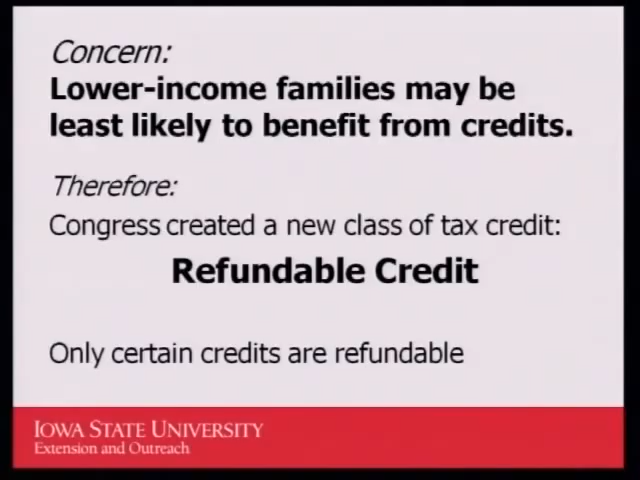 Concern:
Lower-income families may be
least likely to benefit from credits.
Therefore:
Congress created a new class of tax credit:
Refundable Credit
Only certain credits are refundable
IOWA STATE UNIVERSITY
Extension and Outreach